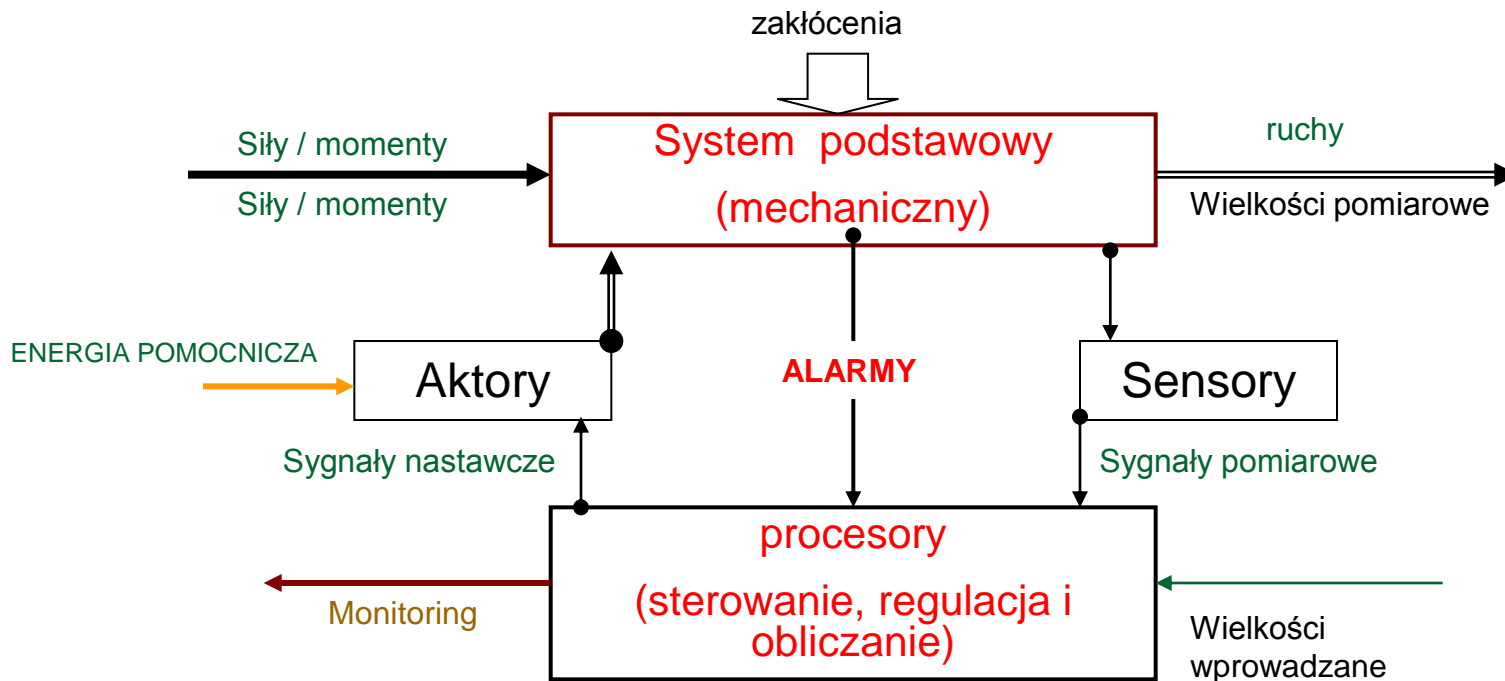 zakłócenia
Siły / momenty
Siły / momenty
System podstawowy
(mechaniczny)
ruchy
Wielkości pomiarowe
ENERGIA POMOCNICZA
Aktory
ALARMY
Sensory
Sygnały nastawcze
Sygnały pomiarowe
procesory
(sterowanie, regulacja i
obliczanie)
Monitoring
Wielkości
wprowadzane